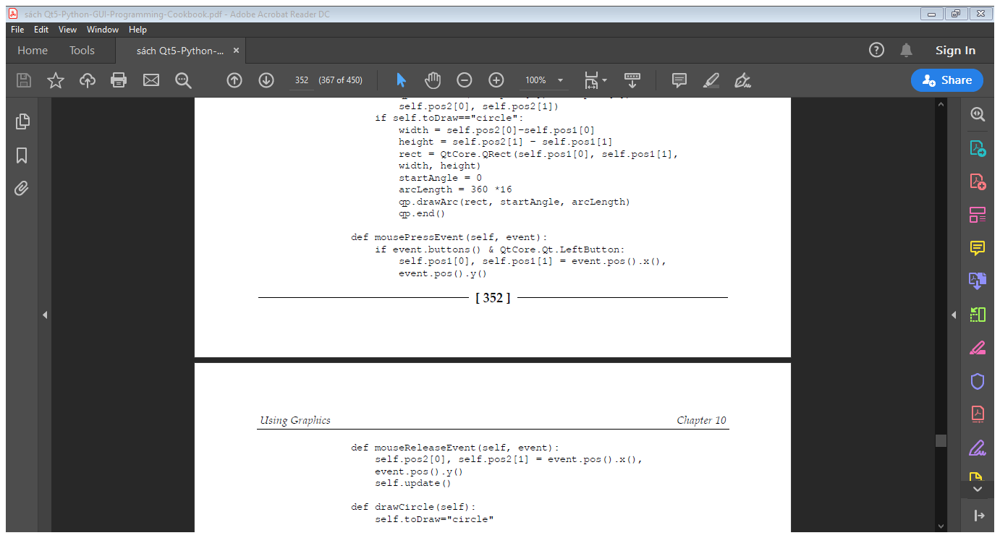 sách Qt5-Python-GUI-Programming-Cookbook.pdf - Adobe Acrobat Reader DC
File Edit View Window Help
Home Tools sách Qt5-Python-... × Sign In
352 (367 of 450) 100% Share
self.pos2[0], self.pos2[1])
if self.toDraw=="circle":
width = self.pos2[0]-self.pos1[0]
height = self.pos2[1] - self.pos1[1]
rect = QtCore.QRect(self.pos1[0], self.pos1[1],
width, height)
startAngle = 0
arcLength = 360 *16
qp.drawArc(rect, startAngle, arcLength)
qp.end()
def mousePressEvent(self, event):
if event.buttons() & QtCore.Qt.LeftButton:
self.pos1[0], self.pos1[1] = event.pos().x(),
event.pos().y()
[ 352 ]
Using Graphics Chapter 10
def mouseReleaseEvent(self, event):
self.pos2[0], self.pos2[1] = event.pos().x(),
event.pos().y()
self.update()
def drawCircle(self):
self.toDraw="circle"